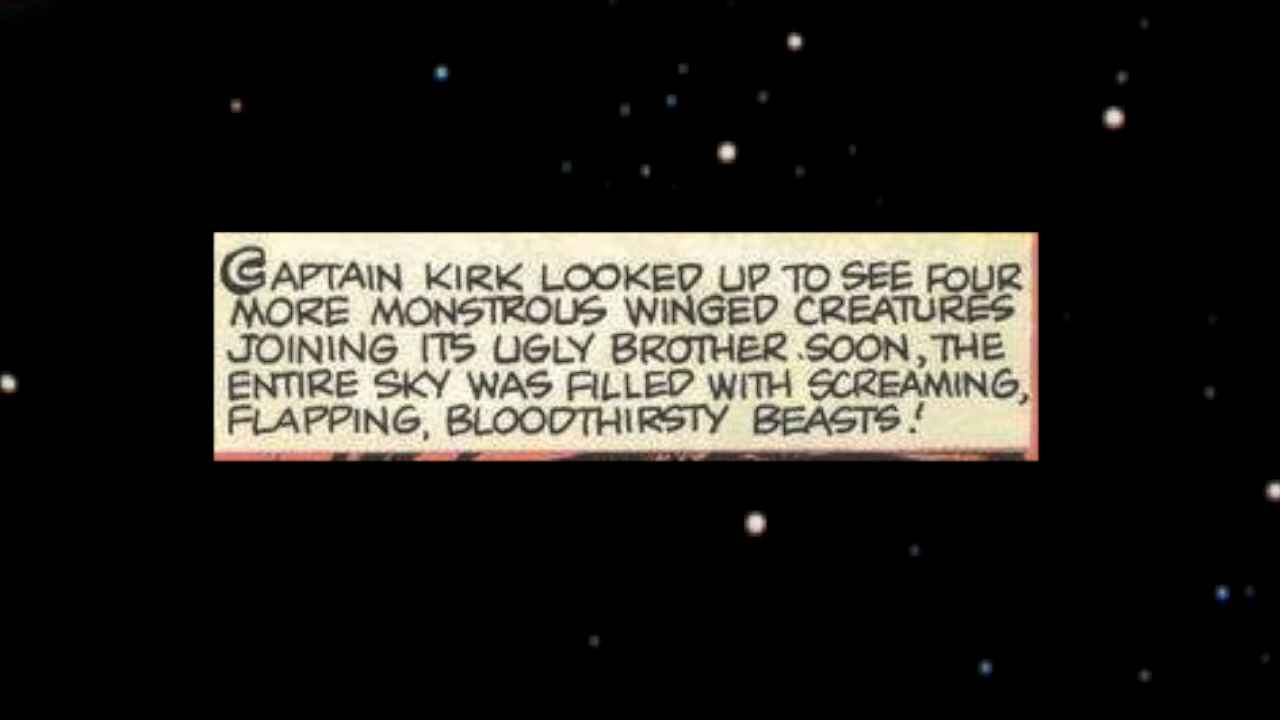 CAPTAIN KIRK LOOKED UP TO SEE FOUR
MORE MONSTROUS WINGED CREATURES
JOINING ITS UGLY BROTHER. SOON, THE
ENTIRE SKY WAS FILLED WITH SCREAMING,
FLAPPING, BLOODTHIRSTY BEASTS!